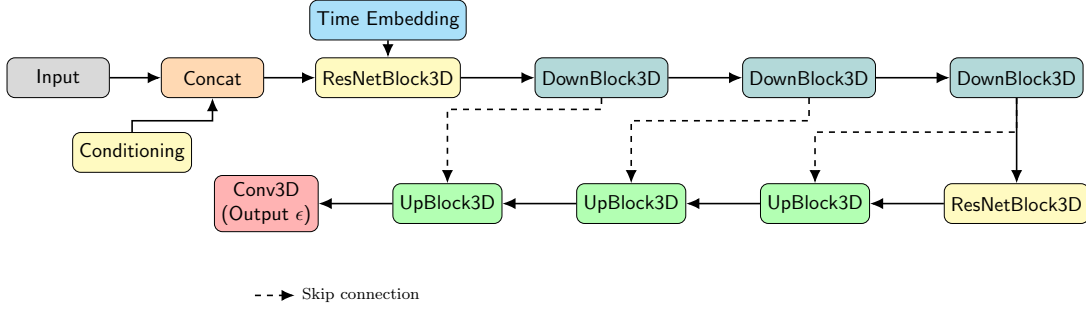 Time Embedding
Input
Concat
ResNetBlock3D
DownBlock3D
DownBlock3D
DownBlock3D
Conditioning
Conv3D
(Output ϵ)
UpBlock3D
UpBlock3D
UpBlock3D
ResNetBlock3D
Skip connection